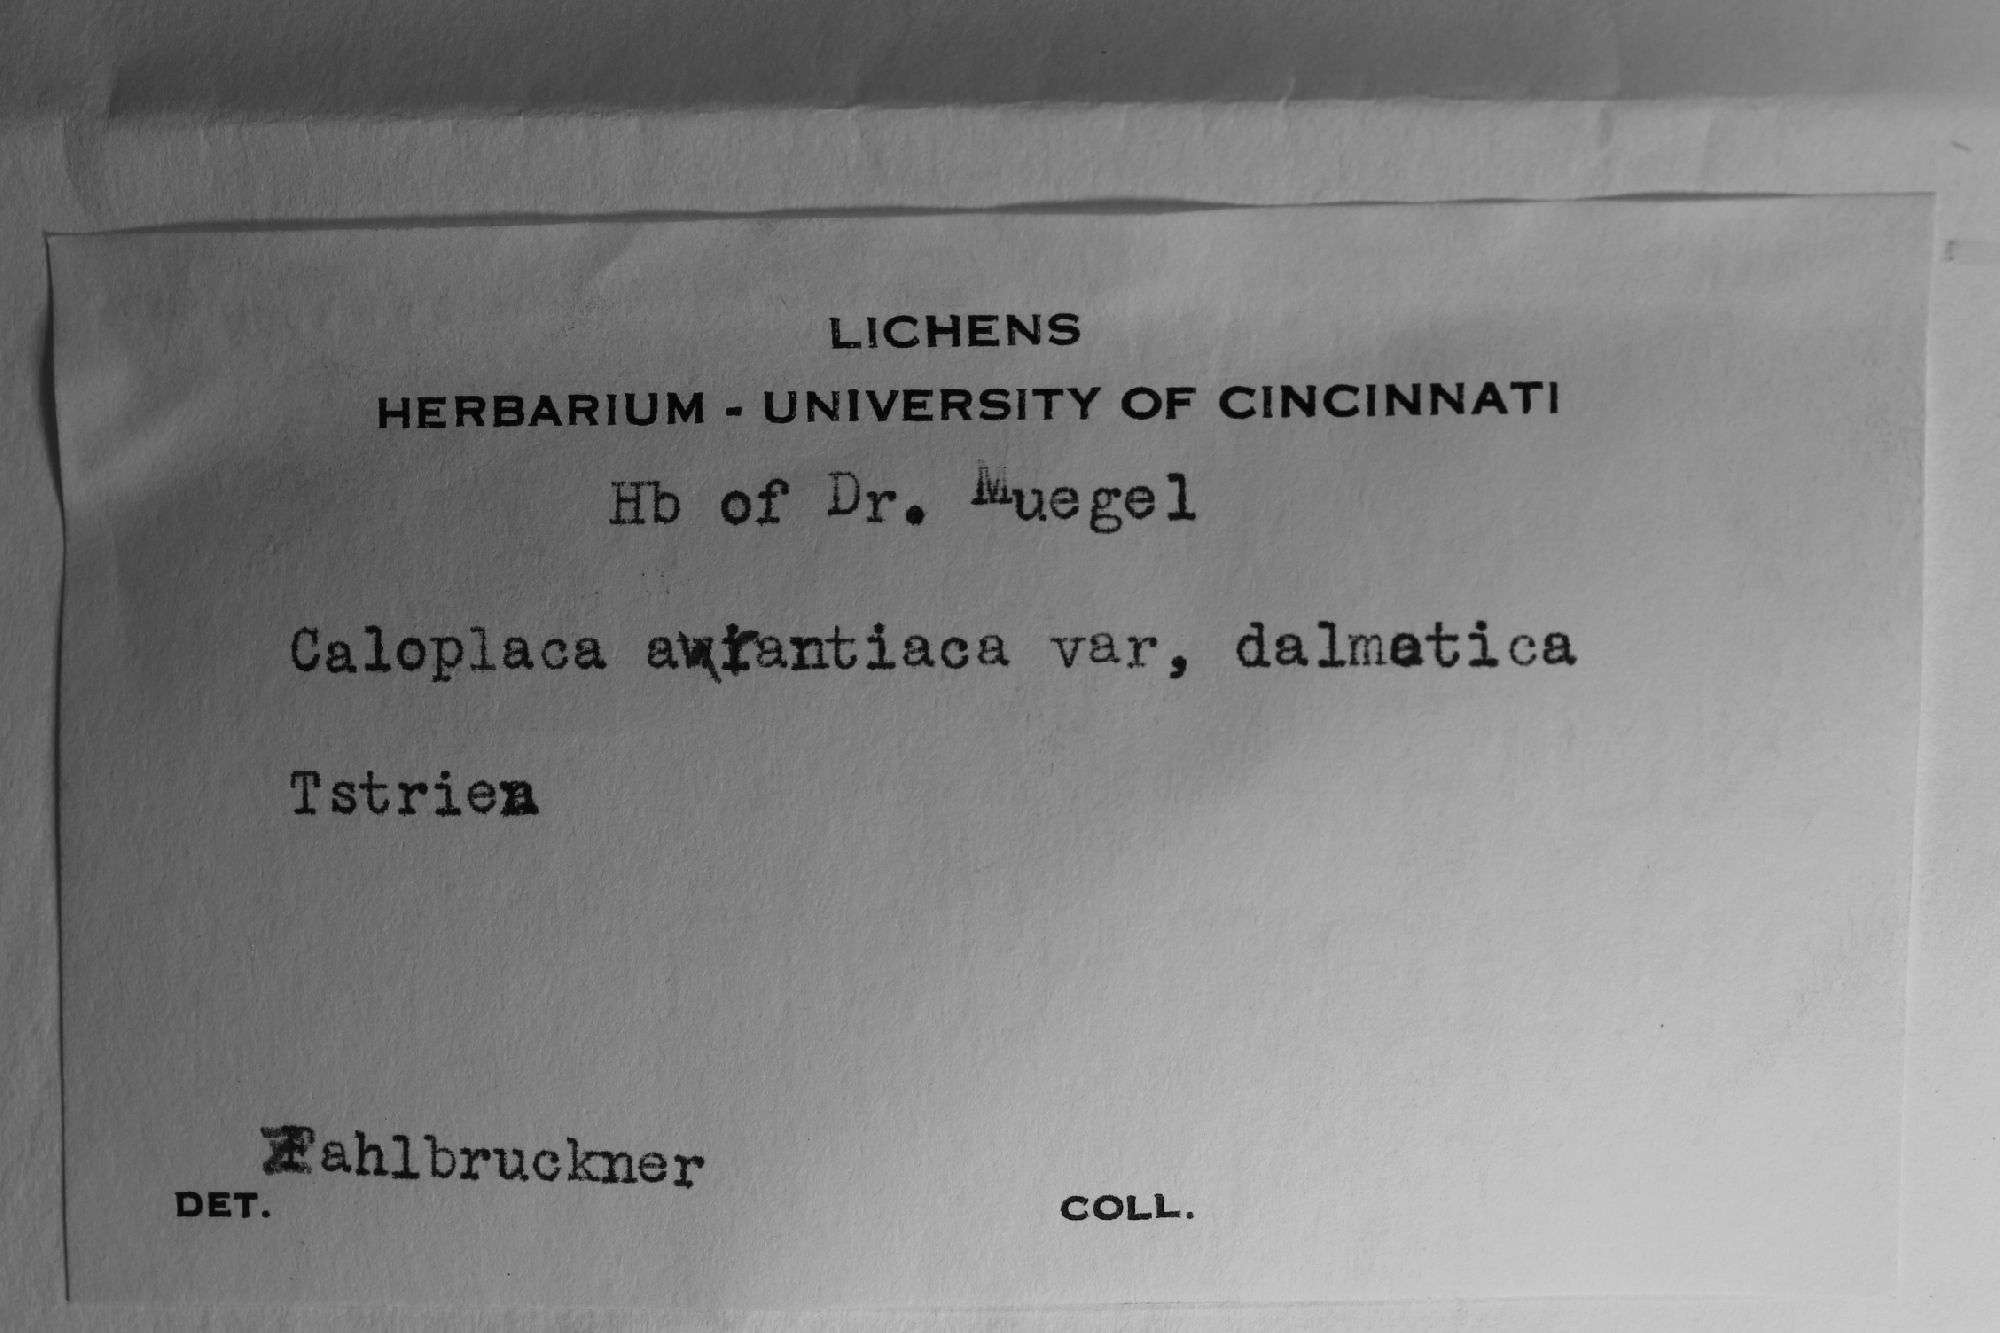 LICHENS
HERBARIUM - UNIVERSITY OF CINCINNATI
Hb of Dr. Muegel
Caloplaca aurantiaca var, dalmatica
Tstrien
Zahlbruckner
DET.
COLL.